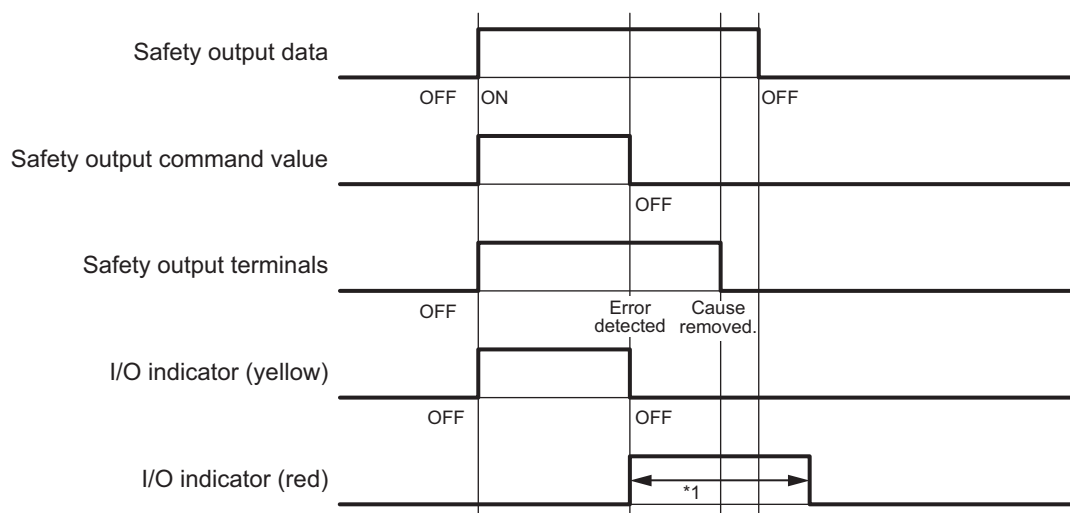 Safety output data
OFF ON OFF
Safety output command value
OFF
Safety output terminals
OFF
Error
detected
Cause
removed.
I/O indicator (yellow)
OFF OFF
I/O indicator (red)
*1